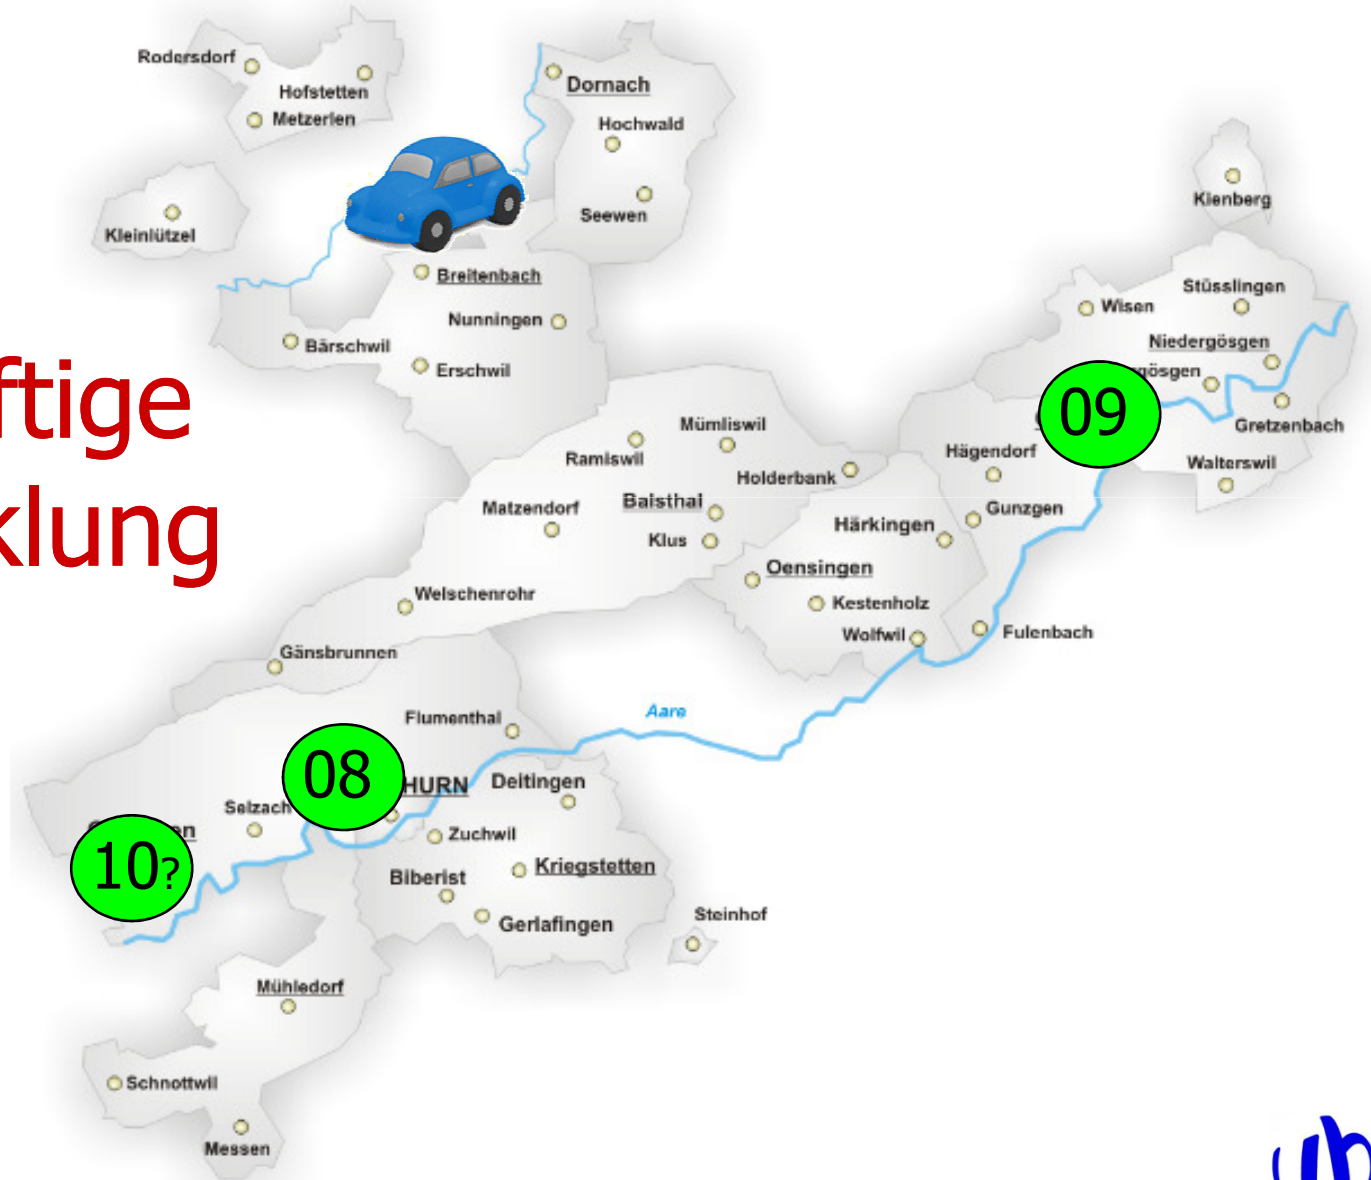 Rodersdorf
Hofstetten
Metzerlen
Dornach
Hochwald
Seewen
Kleinlützel
Kienberg
Breitenbach
Nunningen
Bärschwil
Erschwil
ftige
klung
Wisen
Stüsslingen
Niedergösgen
gösgen
09
Gretzenbach
Walterswil
Hägendorf
Gunzgen
Mümliswil
Ramiswil
Holderbank
Matzendorf
Balsthal
Klus
Härkingen
Oensingen
Kestenholz
Wolfwil
Fulenbach
Welschenrohr
Gänsbrunnen
Aare
Flumenthal
08
HURN
Deitingen
Selzach
en
10?
Zuchwil
Biberist
Kriegstetten
Gerlafingen
Steinhof
Mühledorf
Schnottwil
Messen